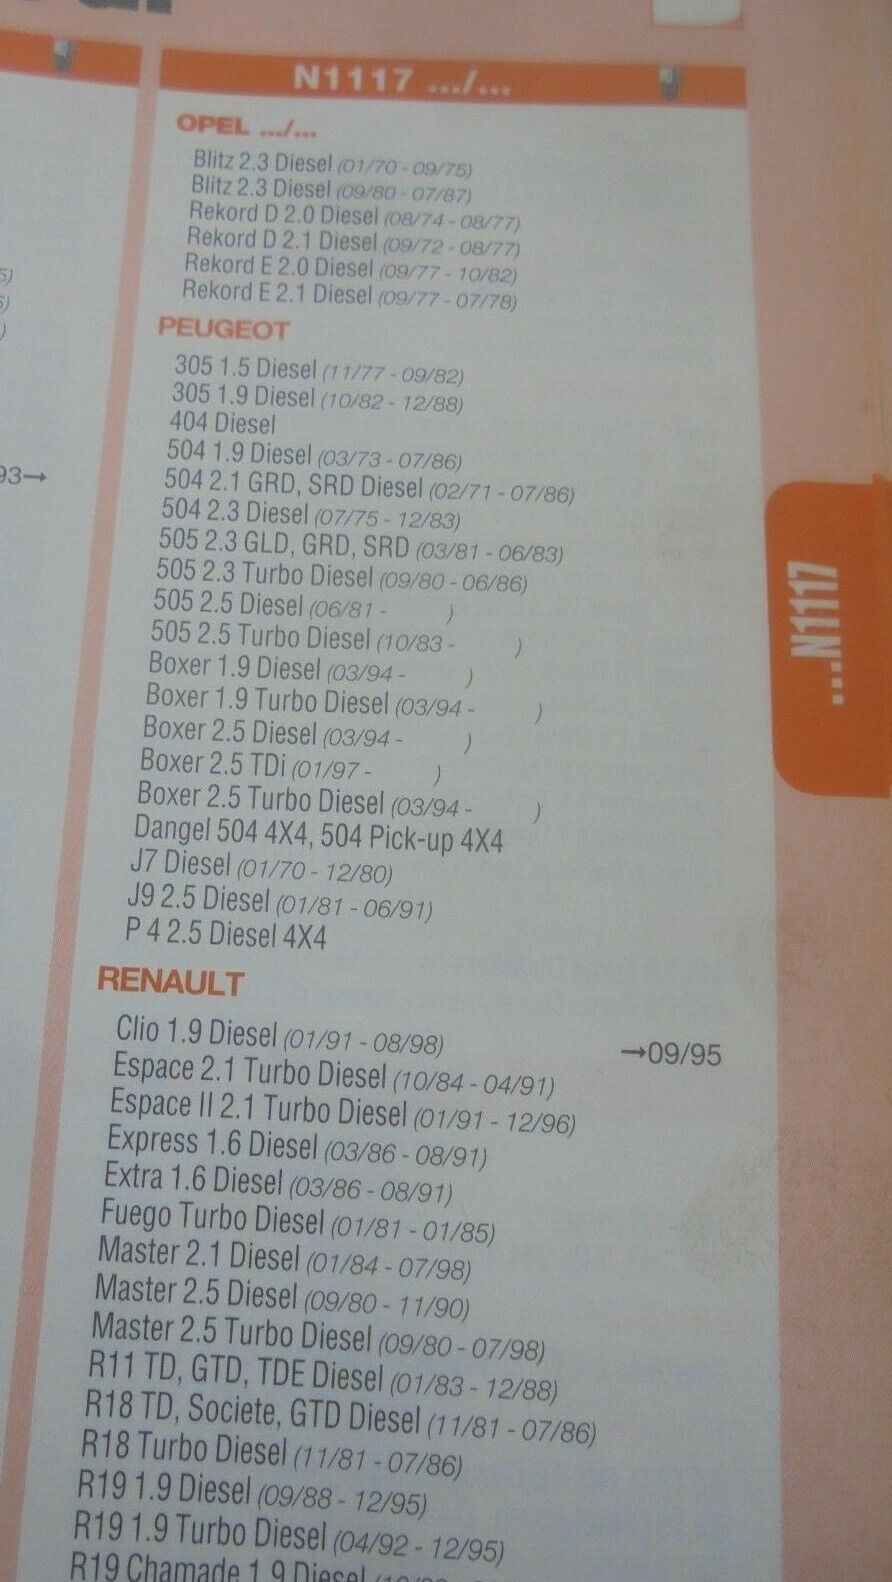 N1117 .../...
OPEL .../...
Blitz 2.3 Diesel (01/70 - 09/75)
Blitz 2.3 Diesel (09/80 - 07/87)
Rekord D 2.0 Diesel (08/74 - 08/77)
Rekord D 2.1 Diesel (09/72 - 08/77)
Rekord E 2.0 Diesel (09/77 - 10/82)
Rekord E 2.1 Diesel (09/77 - 07/78)
PEUGEOT
305 1.5 Diesel (11/77 - 09/82)
305 1.9 Diesel (10/82 - 12/88)
404 Diesel
504 1.9 Diesel (03/73 - 07/86)
504 2.1 GRD, SRD Diesel (02/71 - 07/86)
504 2.3 Diesel (07/75 - 12/83)
505 2.3 GLD, GRD, SRD (03/81 - 06/83)
505 2.3 Turbo Diesel (09/80 - 06/86)
505 2.5 Diesel (06/81 - )
505 2.5 Turbo Diesel (10/83 - )
Boxer 1.9 Diesel (03/94 - )
Boxer 1.9 Turbo Diesel (03/94 - )
Boxer 2.5 Diesel (03/94 - )
Boxer 2.5 TDi (01/97 - )
Boxer 2.5 Turbo Diesel (03/94 - )
Dangel 504 4X4, 504 Pick-up 4X4
J7 Diesel (01/70 - 12/80)
J9 2.5 Diesel (01/81 - 06/91)
P 4 2.5 Diesel 4X4
RENAULT
Clio 1.9 Diesel (01/91 - 08/98) →09/95
Espace 2.1 Turbo Diesel (10/84 - 04/91)
Espace II 2.1 Turbo Diesel (01/91 - 12/96)
Express 1.6 Diesel (03/86 - 08/91)
Extra 1.6 Diesel (03/86 - 08/91)
Fuego Turbo Diesel (01/81 - 01/85)
Master 2.1 Diesel (01/84 - 07/98)
Master 2.5 Diesel (09/80 - 11/90)
Master 2.5 Turbo Diesel (09/80 - 07/98)
R11 TD, GTD, TDE Diesel (01/83 - 12/88)
R18 TD, Societe, GTD Diesel (11/81 - 07/86)
R18 Turbo Diesel (11/81 - 07/86)
R19 1.9 Diesel (09/88 - 12/95)
R19 1.9 Turbo Diesel (04/92 - 12/95)
R19 Chamade 1.9 Diesel
...N1117
93→